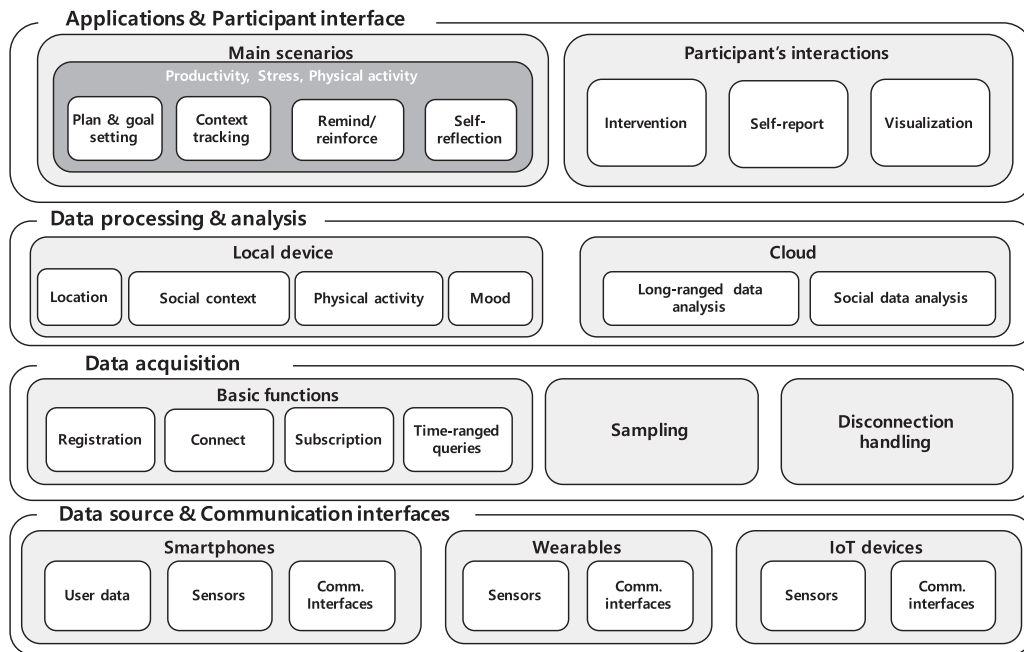 Applications & Participant interface
Main scenarios
Productivity, Stress, Physical activity
Plan & goal
setting
Context
tracking
Remind/
reinforce
Self-
reflection
Participant's interactions
Intervention
Self-report
Visualization
Data processing & analysis
Local device
Location
Social context
Physical activity
Mood
Cloud
Long-ranged data
analysis
Social data analysis
Data acquisition
Basic functions
Registration
Connect
Subscription
Time-ranged
queries
Sampling
Disconnection
handling
Data source & Communication interfaces
Smartphones
User data
Sensors
Comm.
Interfaces
Wearables
Sensors
Comm.
interfaces
IoT devices
Sensors
Comm.
interfaces